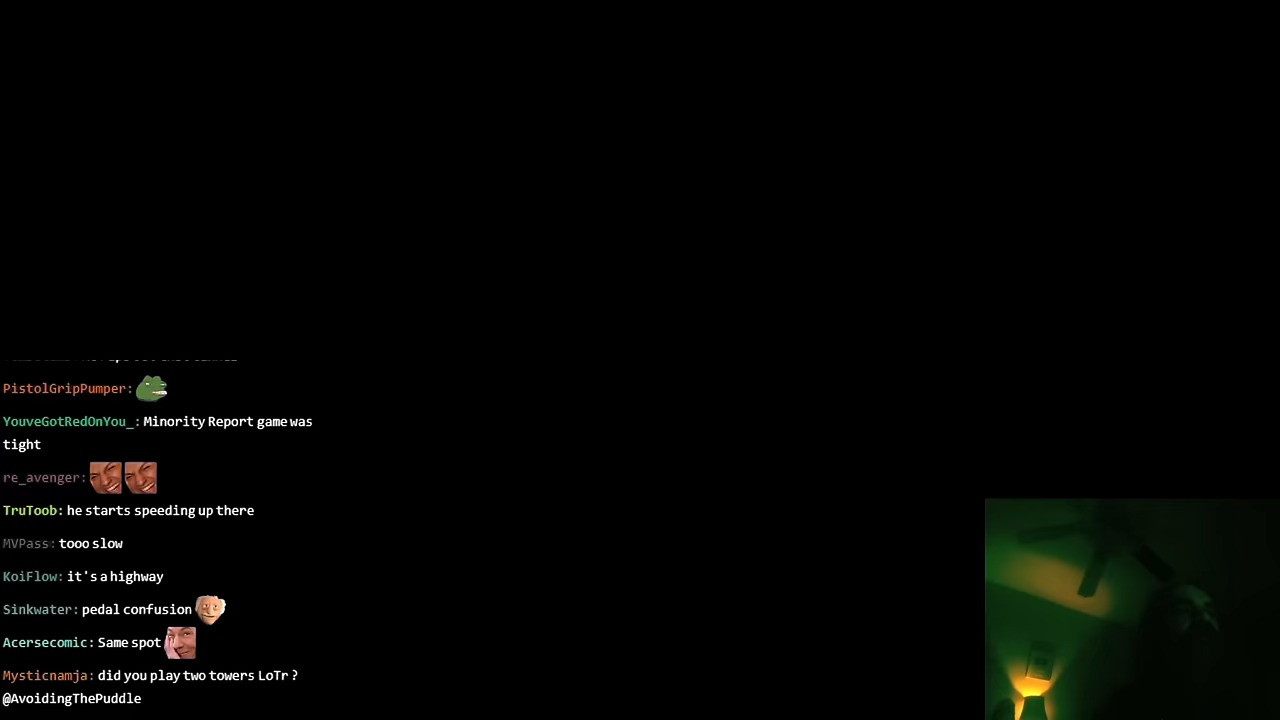 PistolGripPumper:
YouveGotRedOnYou_: Minority Report game was
tight
re_avenger:
TruToob: he starts speeding up there
MVPass: tooo slow
KoiFlow: it's a highway
Sinkwater: pedal confusion
Acersecomic: Same spot
Mysticnamja: did you play two towers LoTr ?
@AvoidingThePuddle